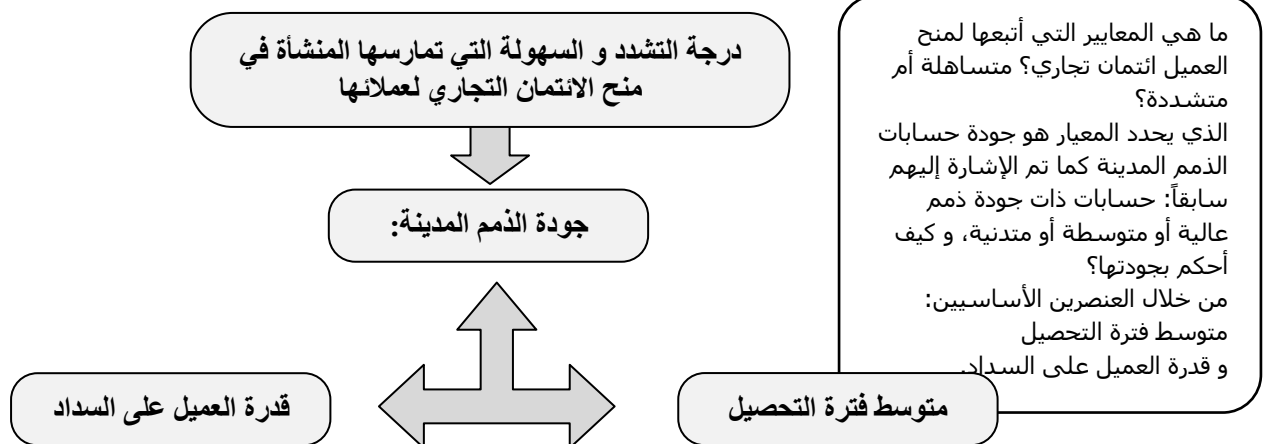 درجة التشدد و السهولة التي تمارسها المنشأة في
منح الائتمان التجاري لعملائها
جودة الذمم المدينة:
ما هي المعايير التي أتبعها لمنح
العميل ائتمان تجاري؟ متساهلة أم
متشددة؟
الذي يحدد المعيار هو جودة حسابات
الذمم المدينة كما تم الإشارة إليهم
سابقاً: حسابات ذات جودة ذمم
عالية أو متوسطة أو متدنية، و كيف
أحكم بجودتها؟
من خلال العنصرين الأساسيين:
متوسط فترة التحصيل
و قدرة العميل على السداد.
متوسط فترة التحصيل
قدرة العميل على السداد